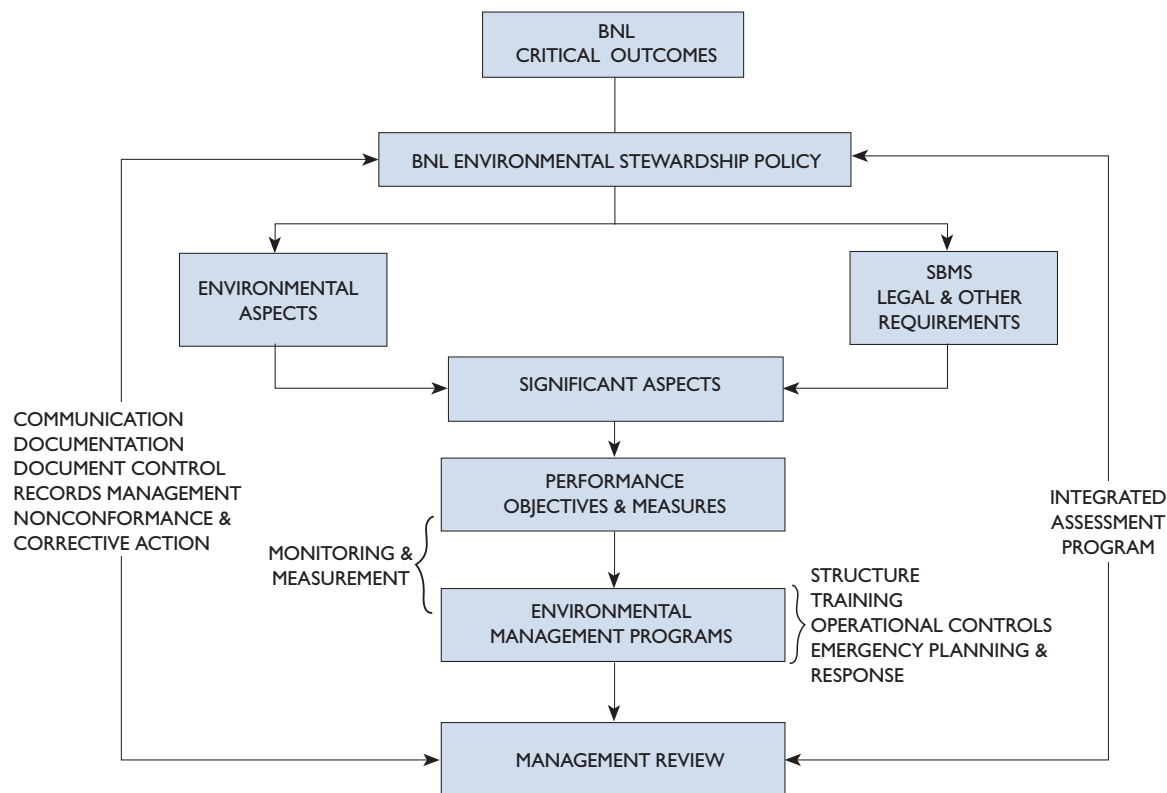 BNL
CRITICAL OUTCOMES
BNL ENVIRONMENTAL STEWARDSHIP POLICY
ENVIRONMENTAL
ASPECTS
SBMS
LEGAL & OTHER
REQUIREMENTS
SIGNIFICANT ASPECTS
COMMUNICATION
DOCUMENTATION
DOCUMENT CONTROL
RECORDS MANAGEMENT
NONCONFORMANCE &
CORRECTIVE ACTION
PERFORMANCE
OBJECTIVES & MEASURES
INTEGRATED
ASSESSMENT
PROGRAM
MONITORING &
MEASUREMENT
ENVIRONMENTAL
MANAGEMENT PROGRAMS
STRUCTURE
TRAINING
OPERATIONAL CONTROLS
EMERGENCY PLANNING &
RESPONSE
MANAGEMENT REVIEW